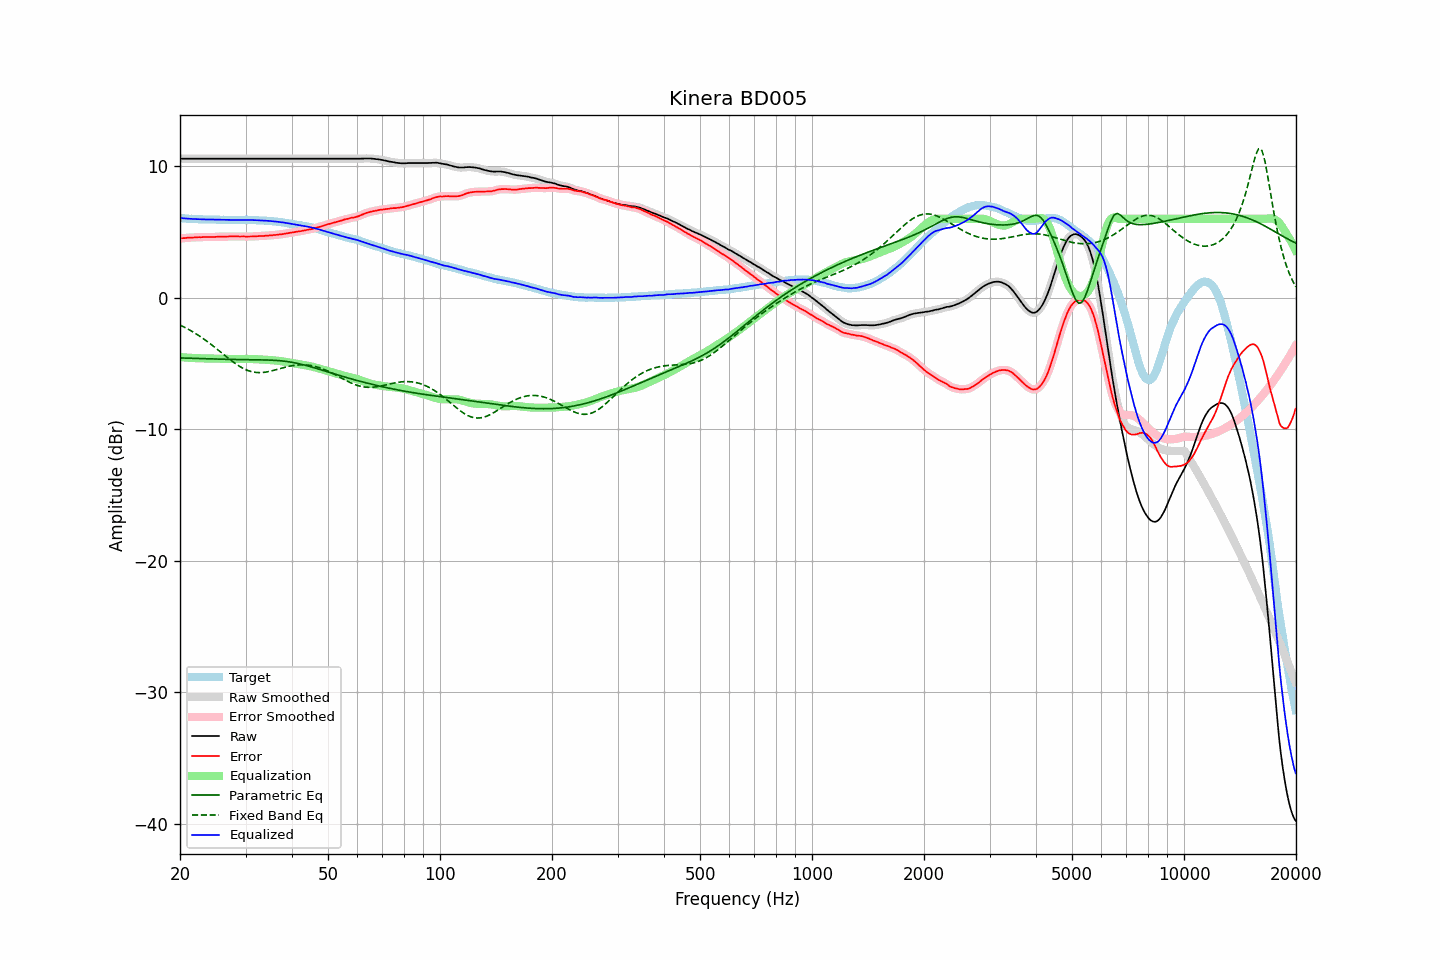 Kinera BD005
Amplitude (dBr)
10
0
−10
−20
−30
−40
Target
Raw Smoothed
Error Smoothed
Raw
Error
Equalization
Parametric Eq
Fixed Band Eq
Equalized
20 50 100 200 500 1000 2000 5000 10000 20000
Frequency (Hz)